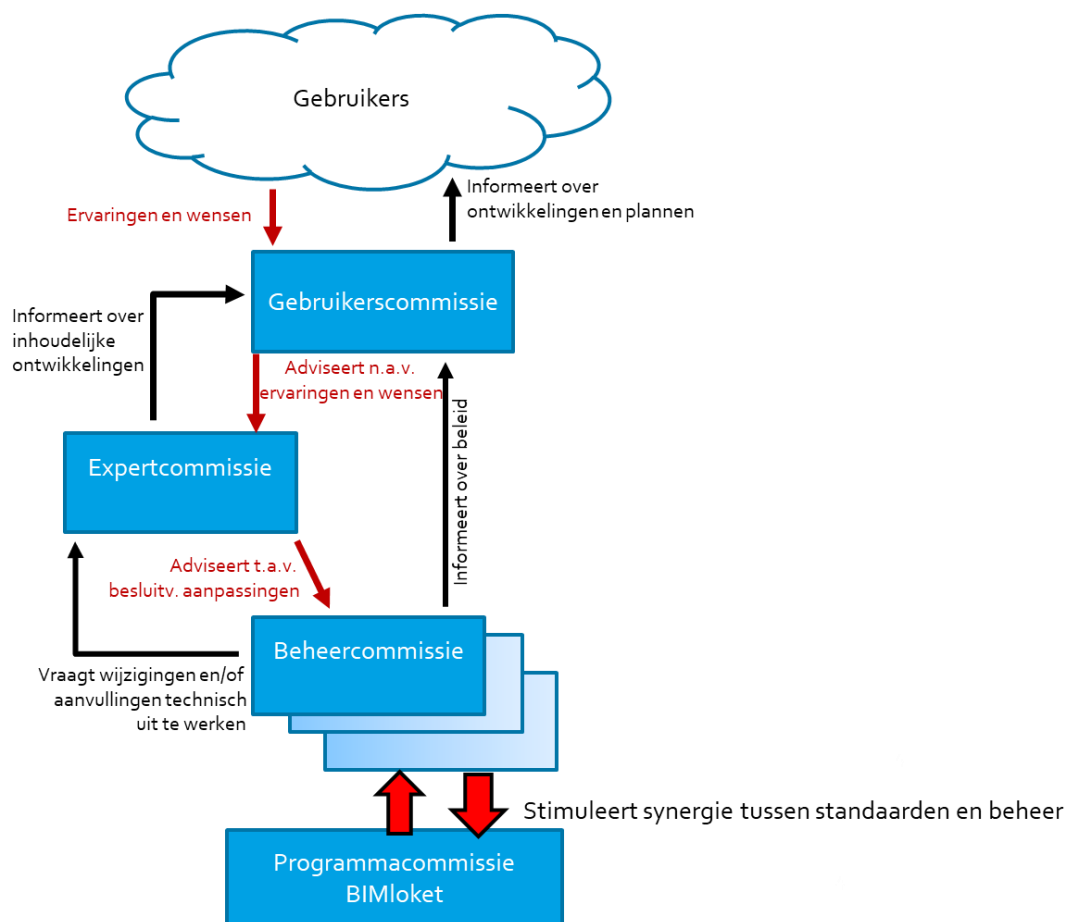 Gebruikers
Informeert over
ontwikkelingen en plannen
Ervaringen en wensen
Gebruikerscommissie
Informeert over
inhoudelijke
ontwikkelingen
Adviseert n.a.v.
ervaringen en wensen
Informeert over beleid
Expertcommissie
Adviseert t.a.v.
besluitv. aanpassingen
Beheercommissie
Vraagt wijzigingen en/of
aanvullingen technisch
uit te werken
Stimuleert synergie tussen standaarden en beheer
Programmacommissie
BIMloket